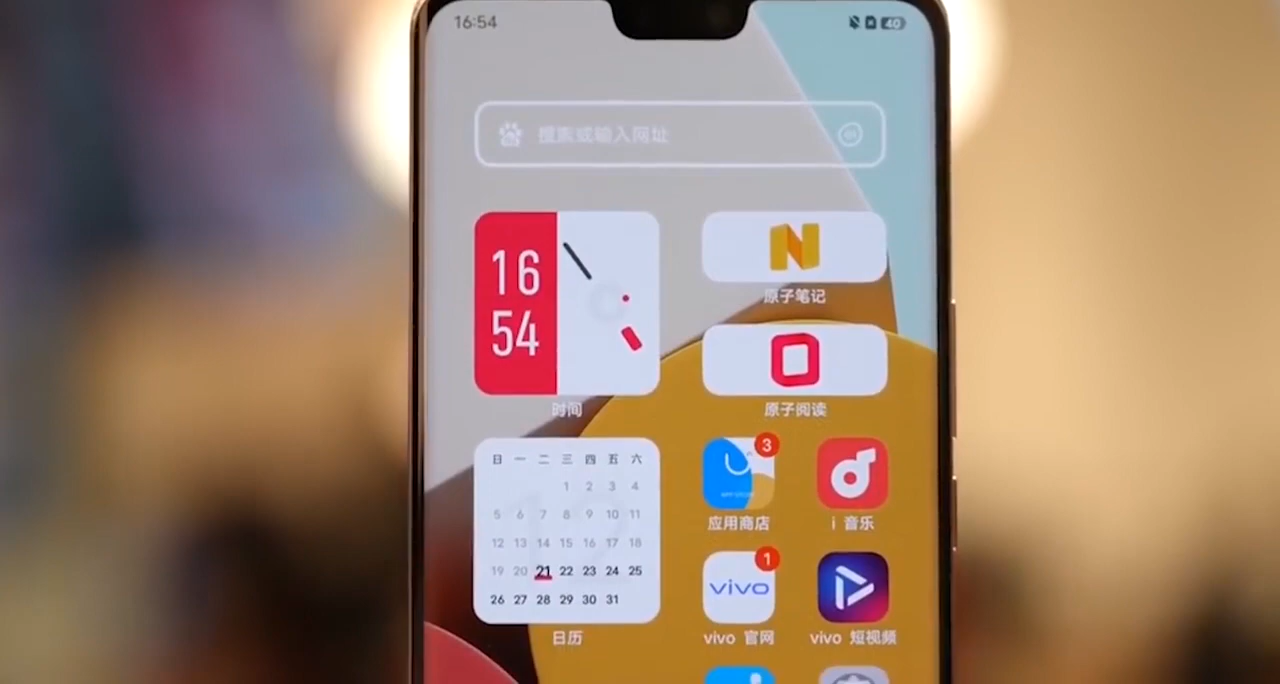 16:54
40
搜索或输入网址
16
54
时间
原子笔记
原子阅读
日 一 二 三 四 五 六
1 2 3 4
5 6 7 8 9 10 11
12 13 14 15 16 17 18
19 20 21 22 23 24 25
26 27 28 29 30 31
12
日历
3
APP STORE
应用商店
i 音乐
1
vivo
vivo 官网
vivo 短视频